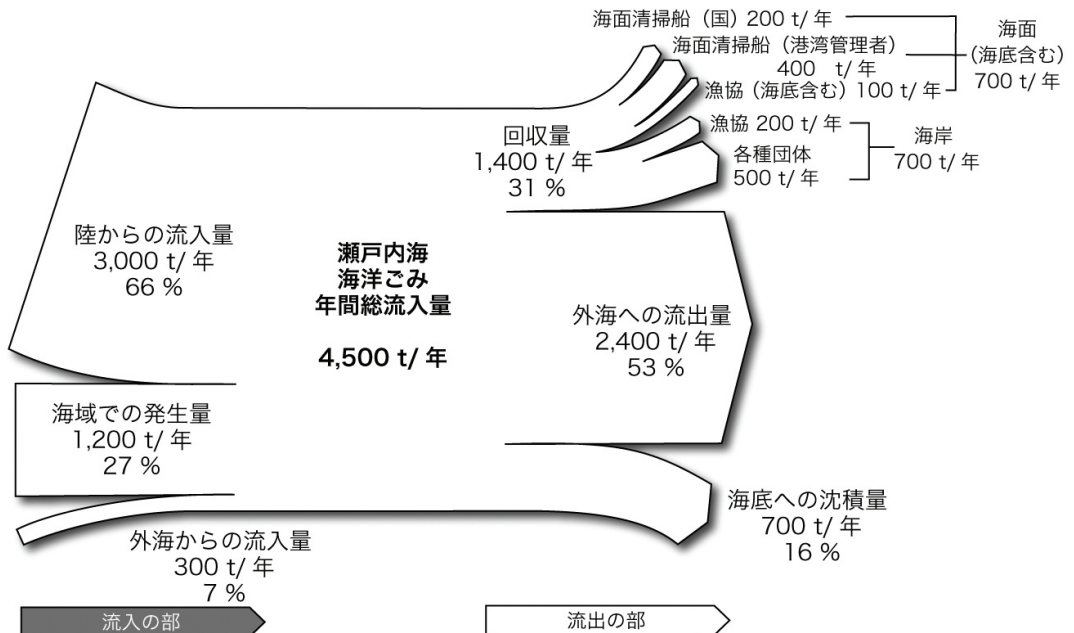 海面清掃船（国）200 t/ 年
海面清掃船（港湾管理者）
400 t/ 年
漁協（海底含む）100 t/ 年
海面
（海底含む）
700 t/ 年
漁協 200 t/ 年
各種団体
500 t/ 年
海岸
700 t/ 年
回収量
1,400 t/ 年
31 %
陸からの流入量
3,000 t/ 年
66 %
瀬戸内海
海洋ごみ
年間総流入量
4,500 t/ 年
外海への流出量
2,400 t/ 年
53 %
海域での発生量
1,200 t/ 年
27 %
外海からの流入量
300 t/ 年
7 %
海底への沈積量
700 t/ 年
16 %
流入の部
流出の部